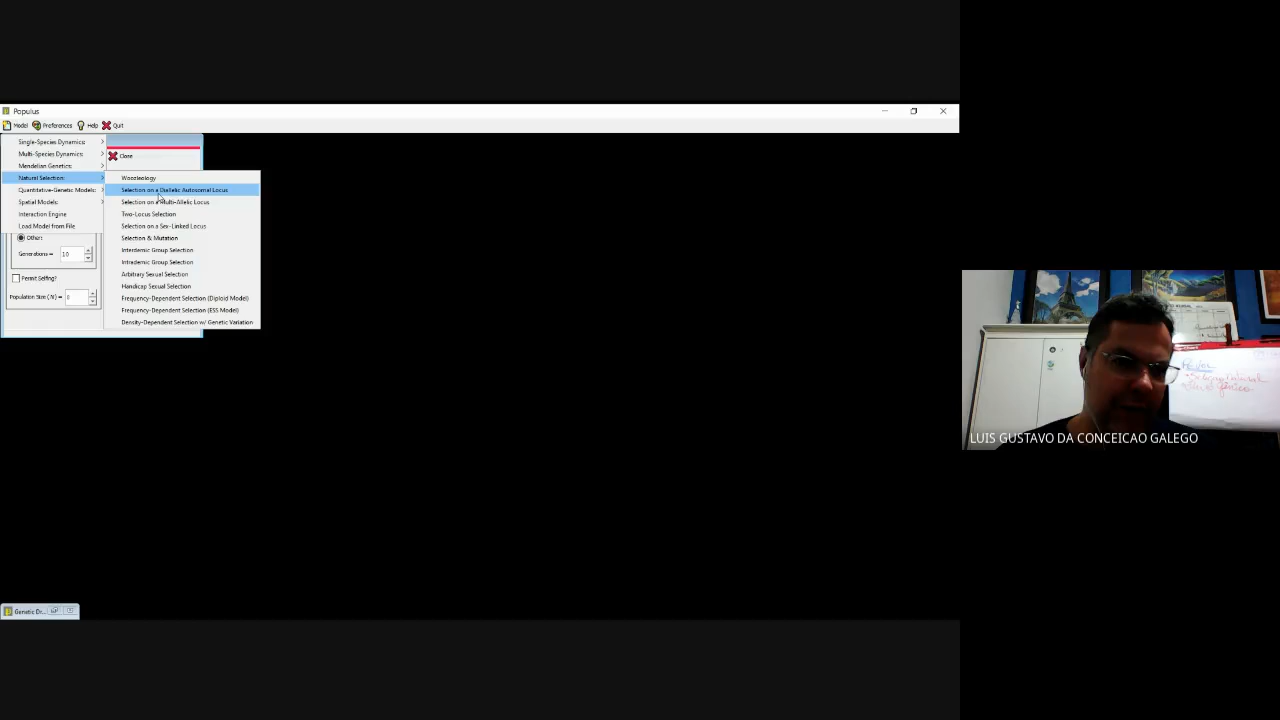 Populus
Model Preferences Help Quit
Single-Species Dynamics:
Multi-Species Dynamics:
Mendelian Genetics:
Natural Selection:
Quantitative-Genetic Models:
Spatial Models:
Interaction Engine
Load Model from File
Close
Woozleology
Selection on a Diallelic Autosomal Locus
Selection on a Multi-Allelic Locus
Two-Locus Selection
Selection on a Sex-Linked Locus
Selection & Mutation
Interdemic Group Selection
Intrademic Group Selection
Arbitrary Sexual Selection
Handicap Sexual Selection
Frequency-Dependent Selection (Diploid Model)
Frequency-Dependent Selection (ESS Model)
Density-Dependent Selection w/ Genetic Variation
Other:
Generations = 10
Permit Selfing?
Population Size (N)
Genetic Dr...
LUIS GUSTAVO DA CONCEICAO GALEGO